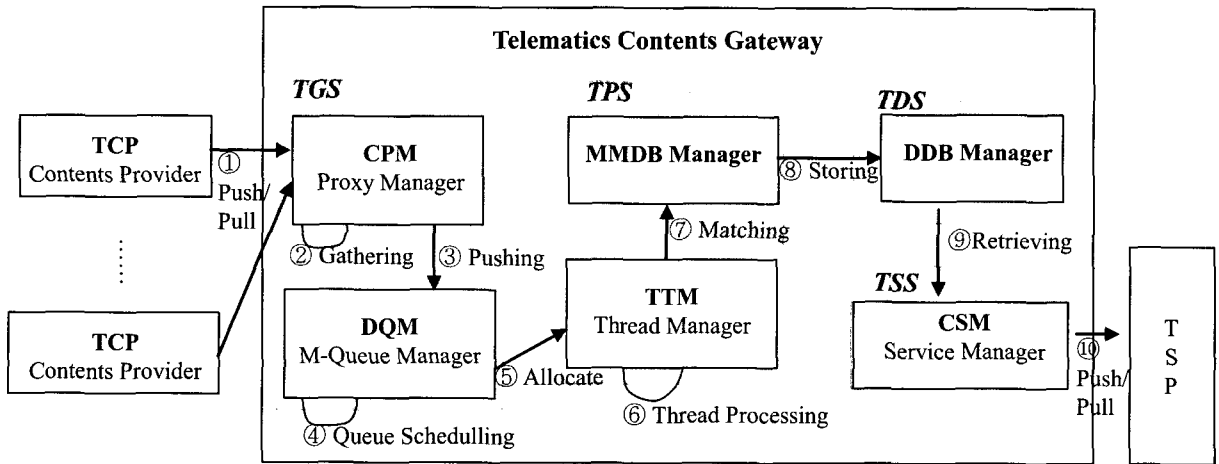 Telematics Contents Gateway
TGS
TPS
TDS
TCP
Contents Provider
① Push/
Pull
CPM
Proxy Manager
MMDB Manager
⑧ Storing
DDB Manager
② Gathering
③ Pushing
⑦ Matching
⑨Retrieving
TCP
Contents Provider
DQM
M-Queue Manager
④ Queue Schedulling
⑤ Allocate
TTM
Thread Manager
⑥ Thread Processing
TSS
CSM
Service Manager
⑩
Push/
Pull
T
S
P